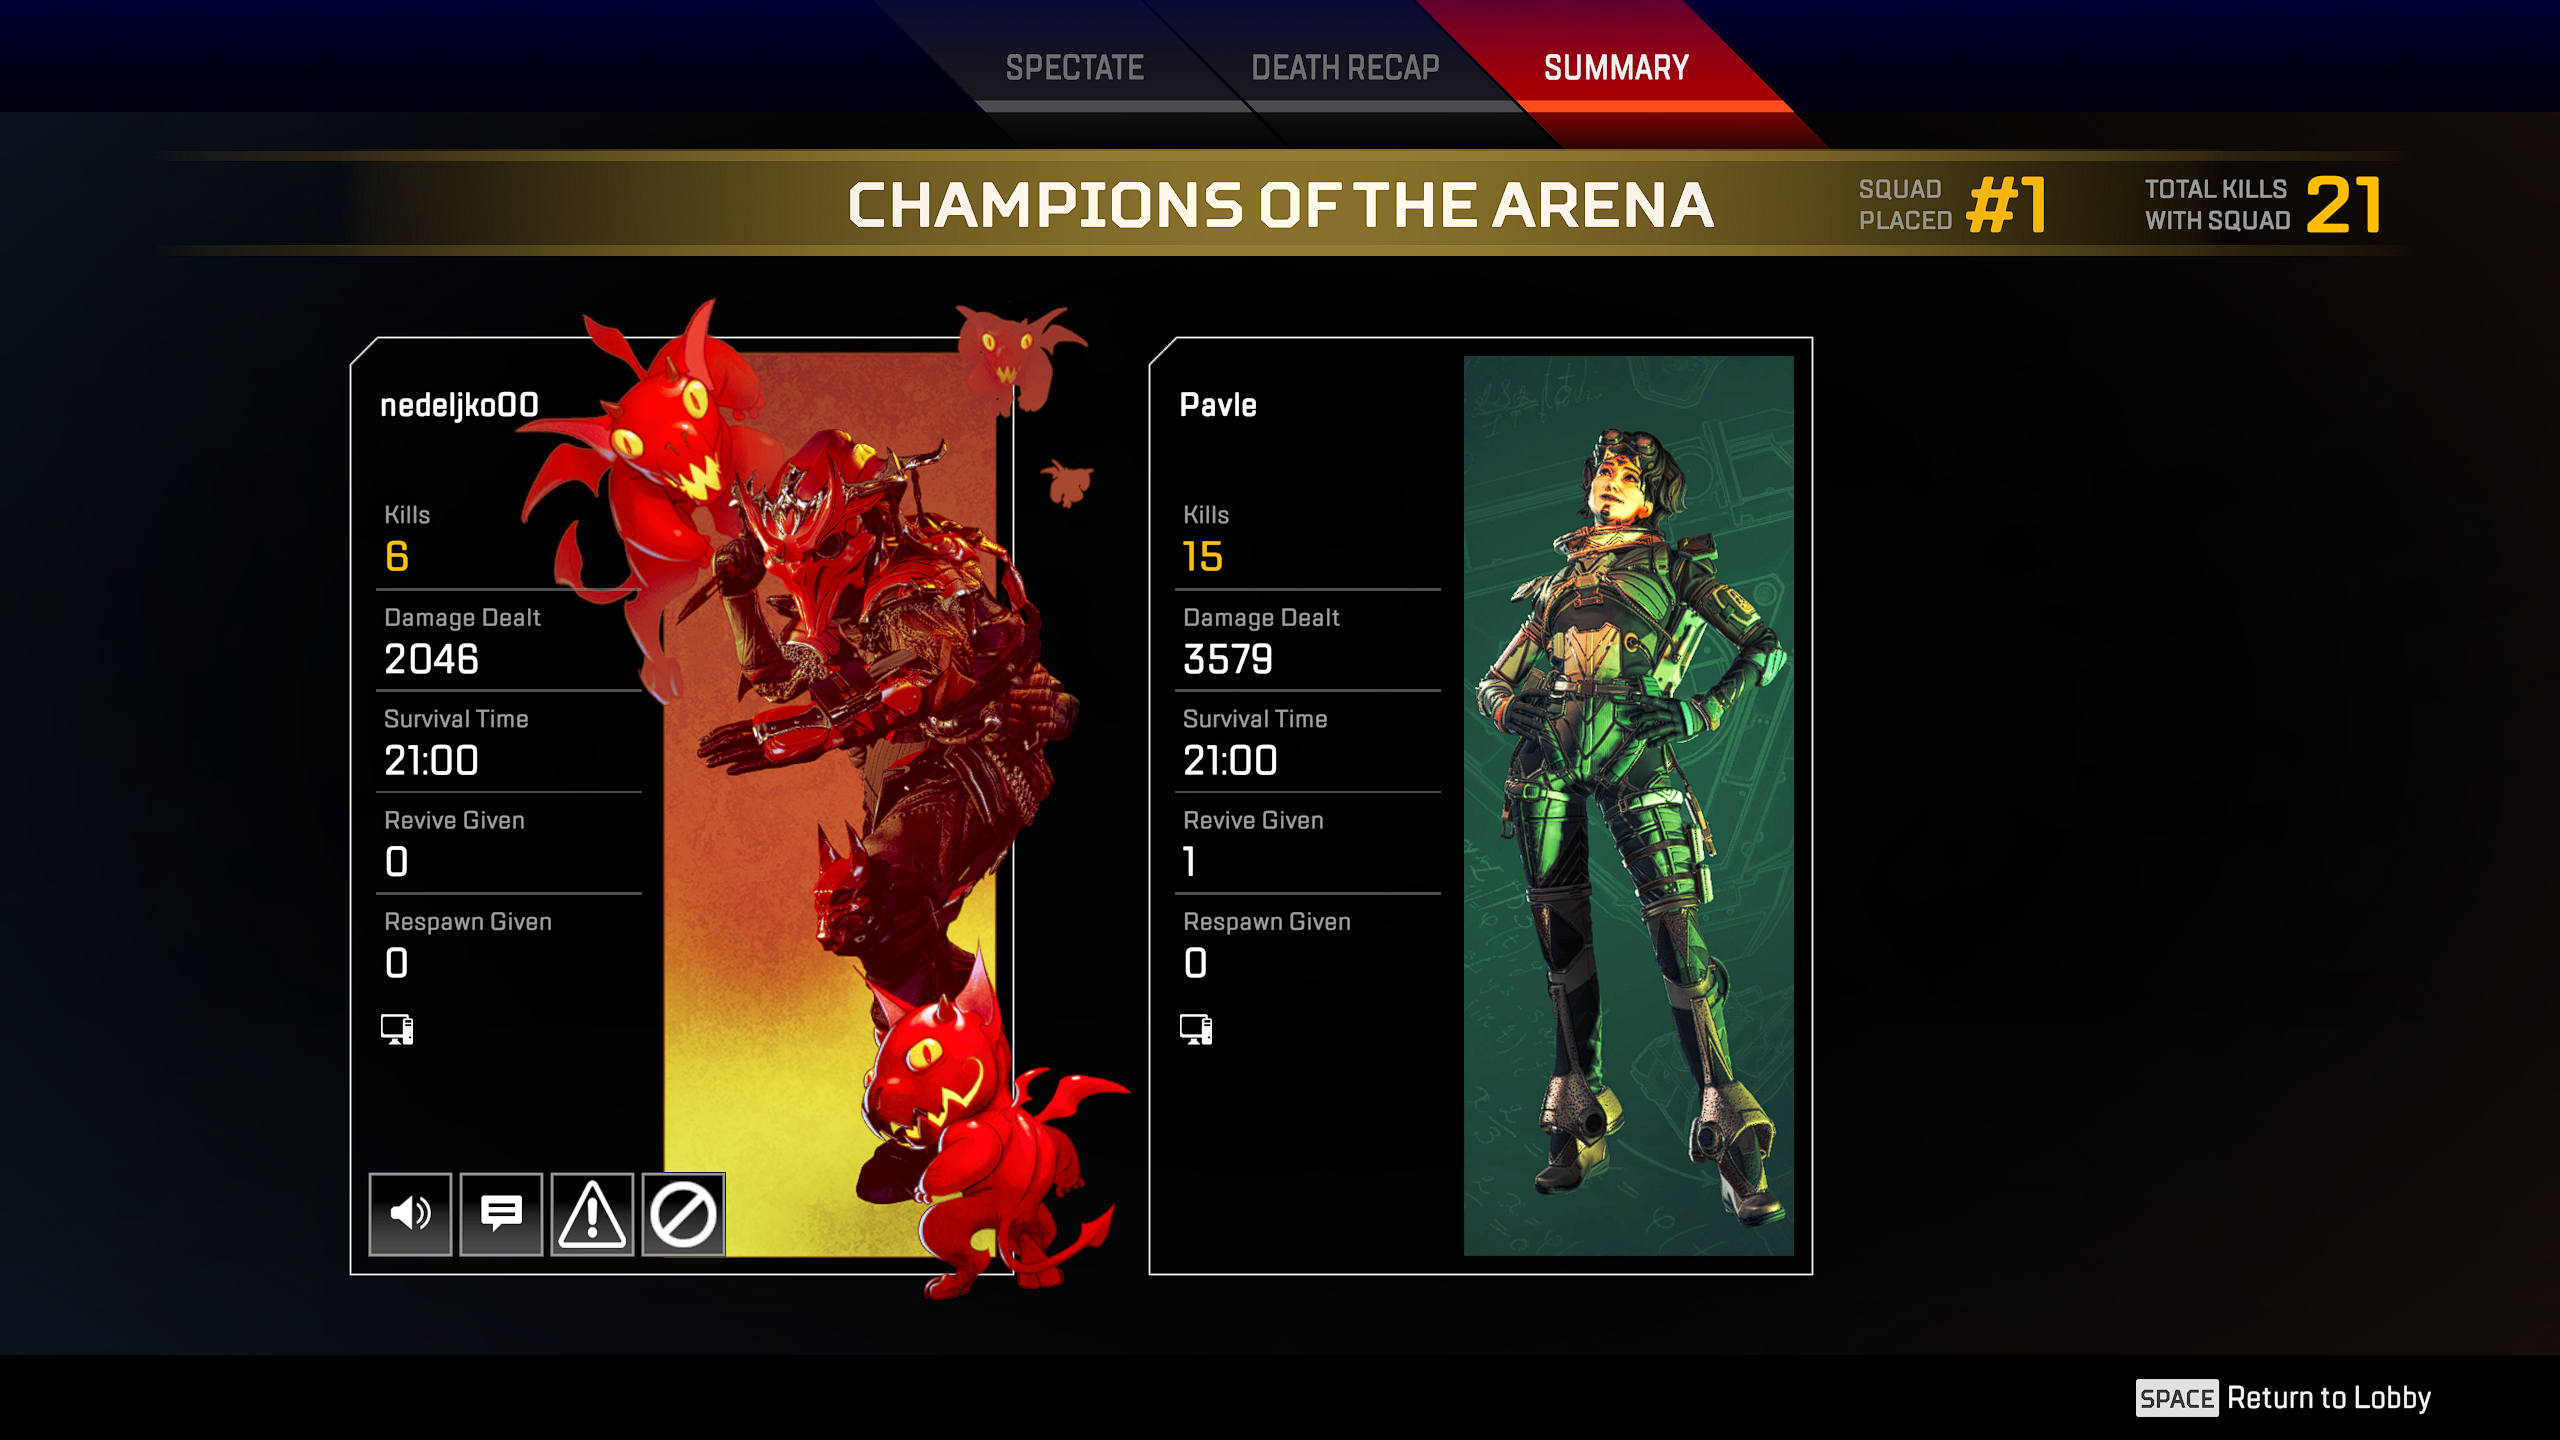 SPECTATE
DEATH RECAP
SUMMARY
CHAMPIONS OF THE ARENA
SQUAD
PLACED
#1
TOTAL KILLS
WITH SQUAD
21
nedeljko00
Kills
6
Damage Dealt
2046
Survival Time
21:00
Revive Given
0
Respawn Given
0
Pavle
Kills
15
Damage Dealt
3579
Survival Time
21:00
Revive Given
1
Respawn Given
0
SPACE Return to Lobby